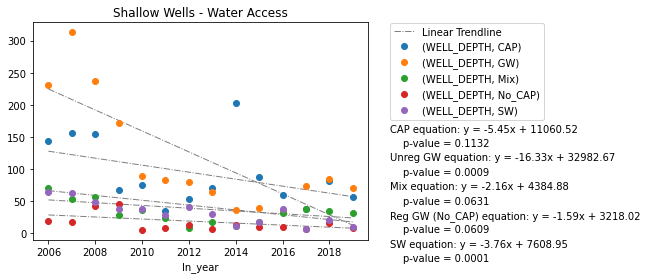 Shallow Wells - Water Access
300
250
200
150
100
50
0
2006 2008 2010 2012 2014 2016 2018
ln_year
Linear Trendline
(WELL_DEPTH, CAP)
(WELL_DEPTH, GW)
(WELL_DEPTH, Mix)
(WELL_DEPTH, No_CAP)
(WELL_DEPTH, SW)
CAP equation: y = -5.45x + 11060.52
p-value = 0.1132
Unreg GW equation: y = -16.33x + 32982.67
p-value = 0.0009
Mix equation: y = -2.16x + 4384.88
p-value = 0.0631
Reg GW (No_CAP) equation: y = -1.59x + 3218.02
p-value = 0.0609
SW equation: y = -3.76x + 7608.95
p-value = 0.0001